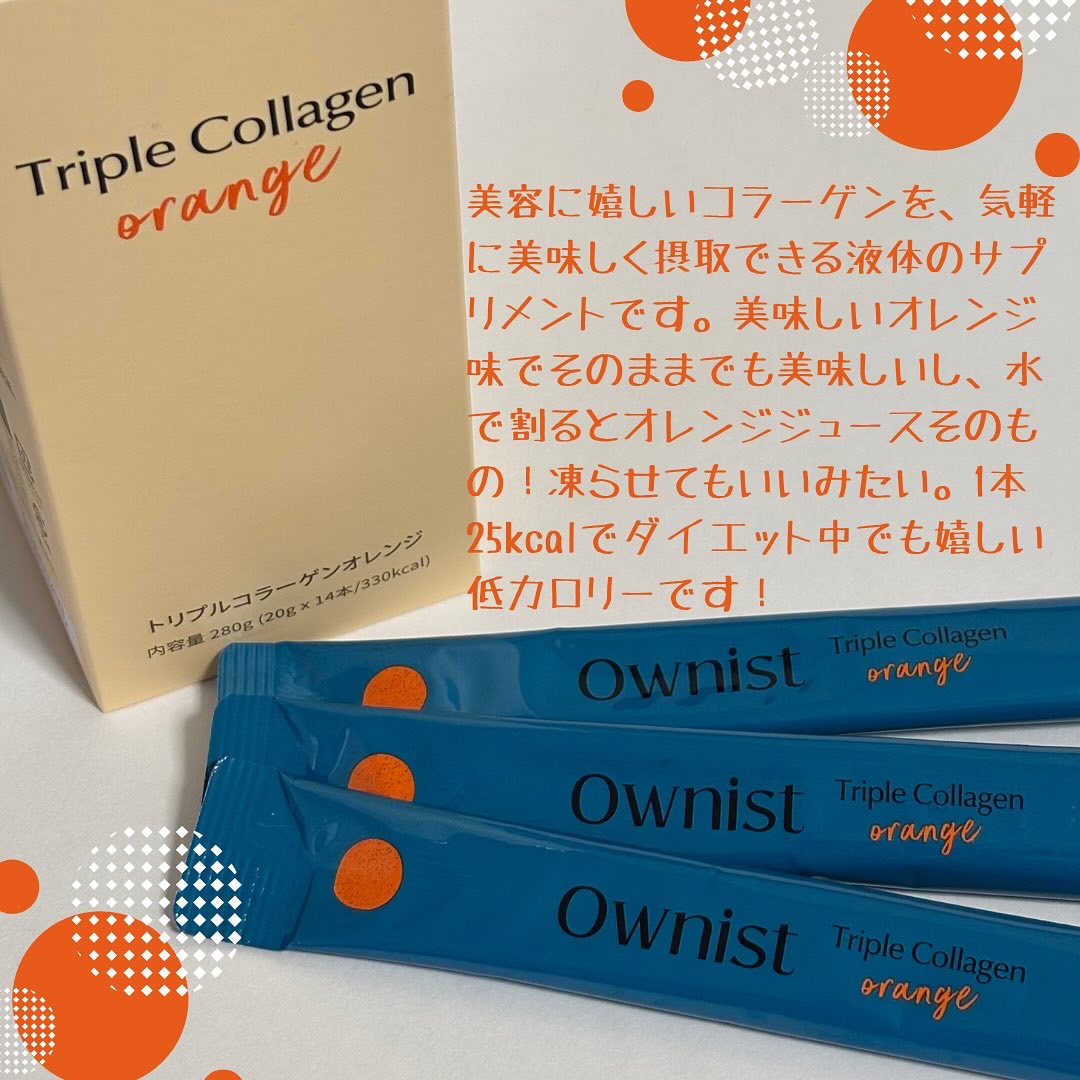 Triple Collagen
orange
美容に嬉しいコラーゲンを、気軽
に美味しく摂取できる液体のサプ
リメントです。美味しいオレンジ
味でそのままでも美味しいし、水
で割るとオレンジジュースそのも
の！凍らせてもいいみたい。1本
25kcalでダイエット中でも嬉しい
低カロリーです！
トリプルコラーゲンオレンジ
内容量 280g (20g x 14本/330kcal)
Ownist
Triple Collagen
orange
Ownist
Triple Collagen
orange
Ownist
Triple Collagen
orange